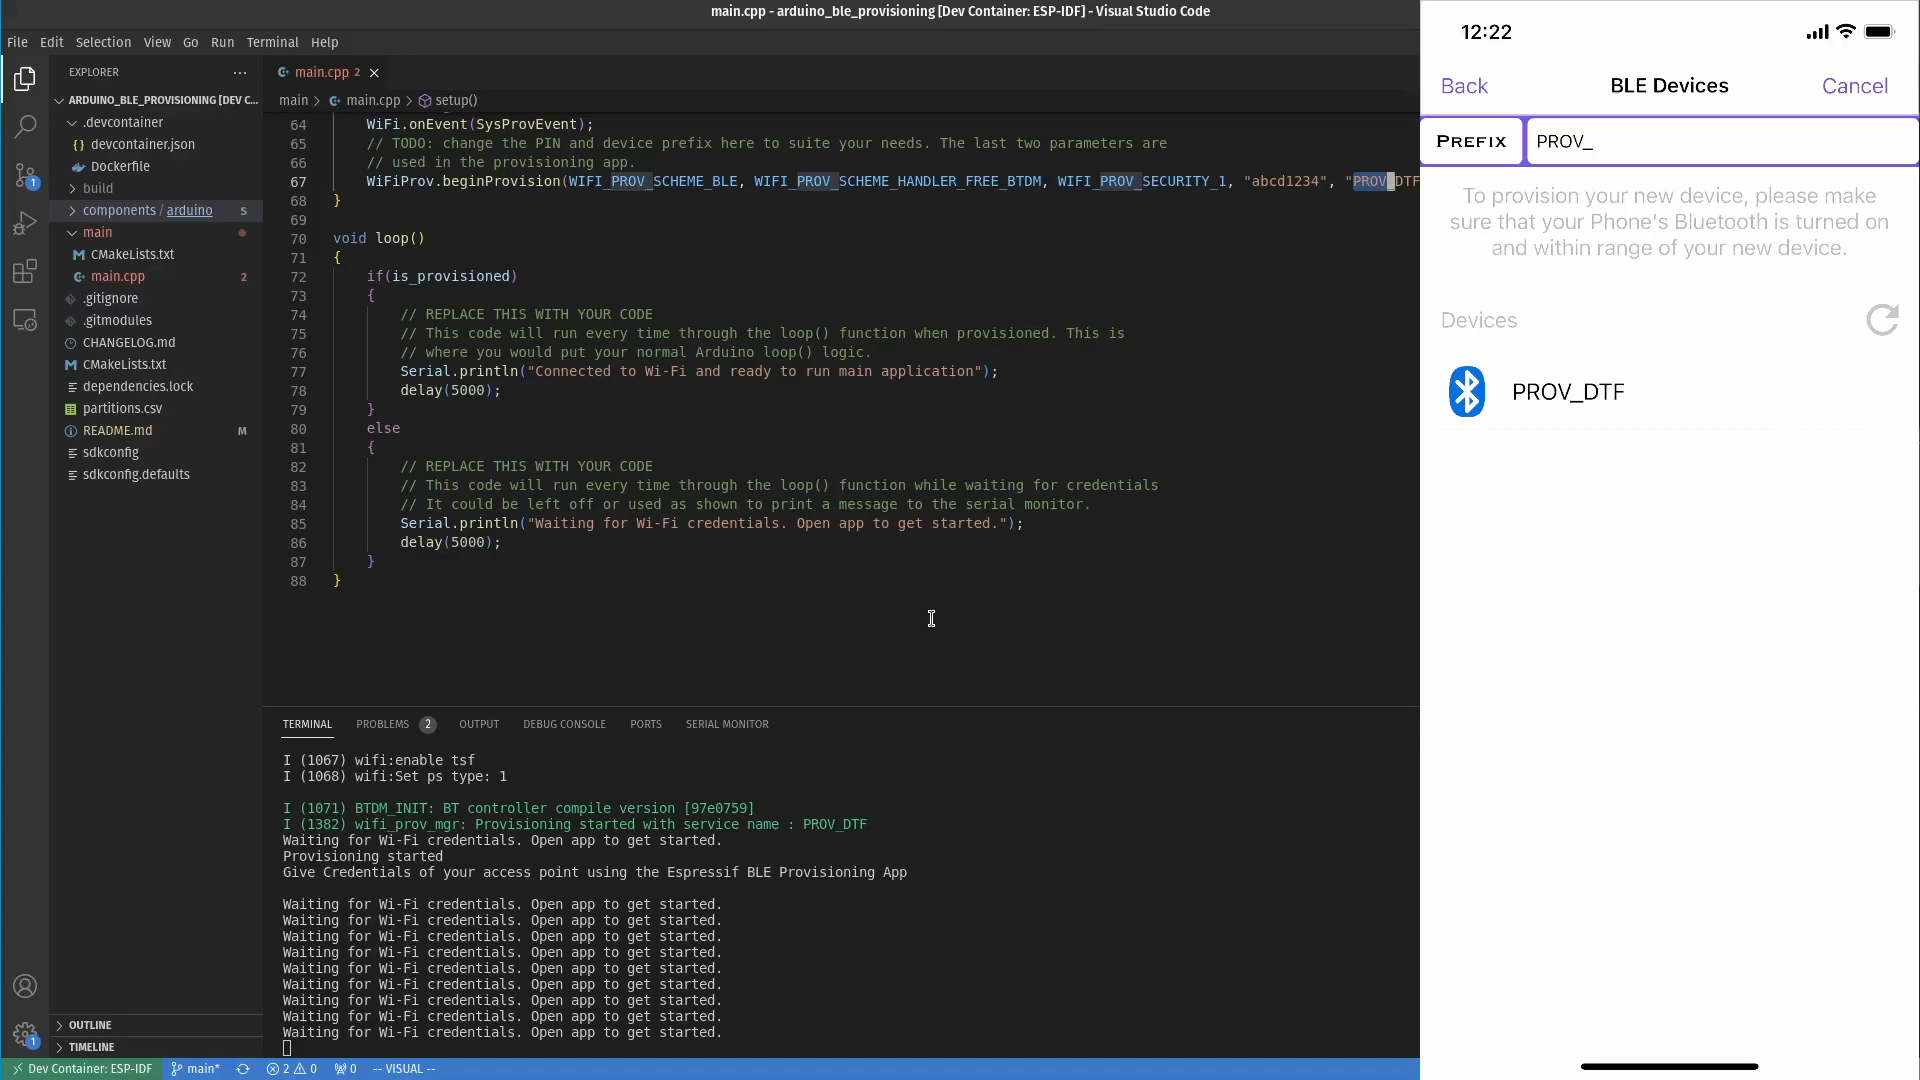 main.cpp - arduino_ble_provisioning [Dev Container: ESP-IDF] - Visual Studio Code
File Edit Selection View Go Run Terminal Help
EXPLORER
ARDUINO_BLE_PROVISIONING [DEV C...
.devcontainer
{} devcontainer.json
Dockerfile
build
components / arduino S
main
M CMakeLists.txt
main.cpp 2
.gitignore
.gitmodules
CHANGELOG.md
M CMakeLists.txt
dependencies.lock
partitions.csv
README.md M
sdkconfig
sdkconfig.defaults
OUTLINE
TIMELINE
main.cpp 2
main > main.cpp > setup()
64 WiFi.onEvent(SysProvEvent);
65 // TODO: change the PIN and device prefix here to suite your needs. The last two parameters are
66 // used in the provisioning app.
67 WiFiProv.beginProvision(WIFI_PROV_SCHEME_BLE, WIFI_PROV_SCHEME_HANDLER_FREE_BTDM, WIFI_PROV_SECURITY_1, "abcd1234", "PROV_DTF
68 }
69
70 void loop()
71 {
72 if(is_provisioned)
73 {
74 // REPLACE THIS WITH YOUR CODE
75 // This code will run every time through the loop() function when provisioned. This is
76 // where you would put your normal Arduino loop() logic.
77 Serial.println("Connected to Wi-Fi and ready to run main application");
78 delay(5000);
79 }
80 else
81 {
82 // REPLACE THIS WITH YOUR CODE
83 // This code will run every time through the loop() function while waiting for credentials
84 // It could be left off or used as shown to print a message to the serial monitor.
85 Serial.println("Waiting for Wi-Fi credentials. Open app to get started.");
86 delay(5000);
87 }
88 }
TERMINAL PROBLEMS 2 OUTPUT DEBUG CONSOLE PORTS SERIAL MONITOR
I (1067) wifi:enable tsf
I (1068) wifi:Set ps type: 1
I (1071) BTDM_INIT: BT controller compile version [97e0759]
I (1382) wifi_prov_mgr: Provisioning started with service name : PROV_DTF
Waiting for Wi-Fi credentials. Open app to get started.
Provisioning started
Give Credentials of your access point using the Espressif BLE Provisioning App
Waiting for Wi-Fi credentials. Open app to get started.
Waiting for Wi-Fi credentials. Open app to get started.
Waiting for Wi-Fi credentials. Open app to get started.
Waiting for Wi-Fi credentials. Open app to get started.
Waiting for Wi-Fi credentials. Open app to get started.
Waiting for Wi-Fi credentials. Open app to get started.
Waiting for Wi-Fi credentials. Open app to get started.
Waiting for Wi-Fi credentials. Open app to get started.
Waiting for Wi-Fi credentials. Open app to get started.
1
1
Dev Container: ESP-IDF main* 2 0 0 -- VISUAL --
12:22
Back BLE Devices Cancel
PREFIX PROV_
To provision your new device, please make
sure that your Phone's Bluetooth is turned on
and within range of your new device.
Devices
PROV_DTF